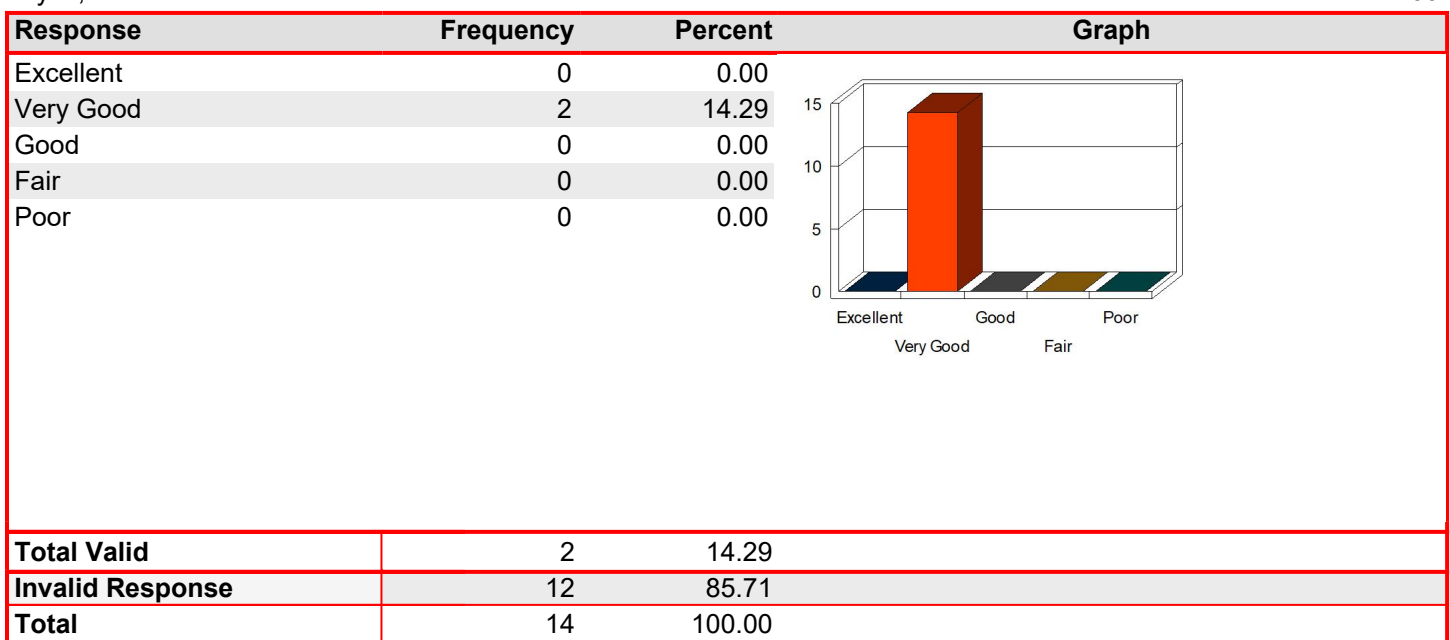 Response Frequency Percent Graph
Excellent 0 0.00
Very Good 2 14.29
Good 0 0.00
Fair 0 0.00
Poor 0 0.00
15
10
5
0
Excellent Good Poor
Very Good Fair
Total Valid 2 14.29
Invalid Response 12 85.71
Total 14 100.00